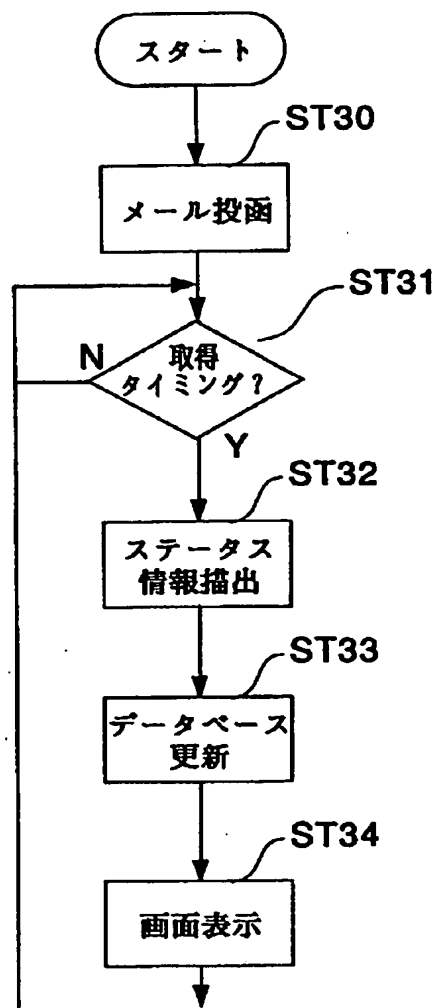 スタート
ST30
メール投函
ST31
N
取得
タイミング?
Y
ST32
ステータス
情報描出
ST33
データベース
更新
ST34
画面表示